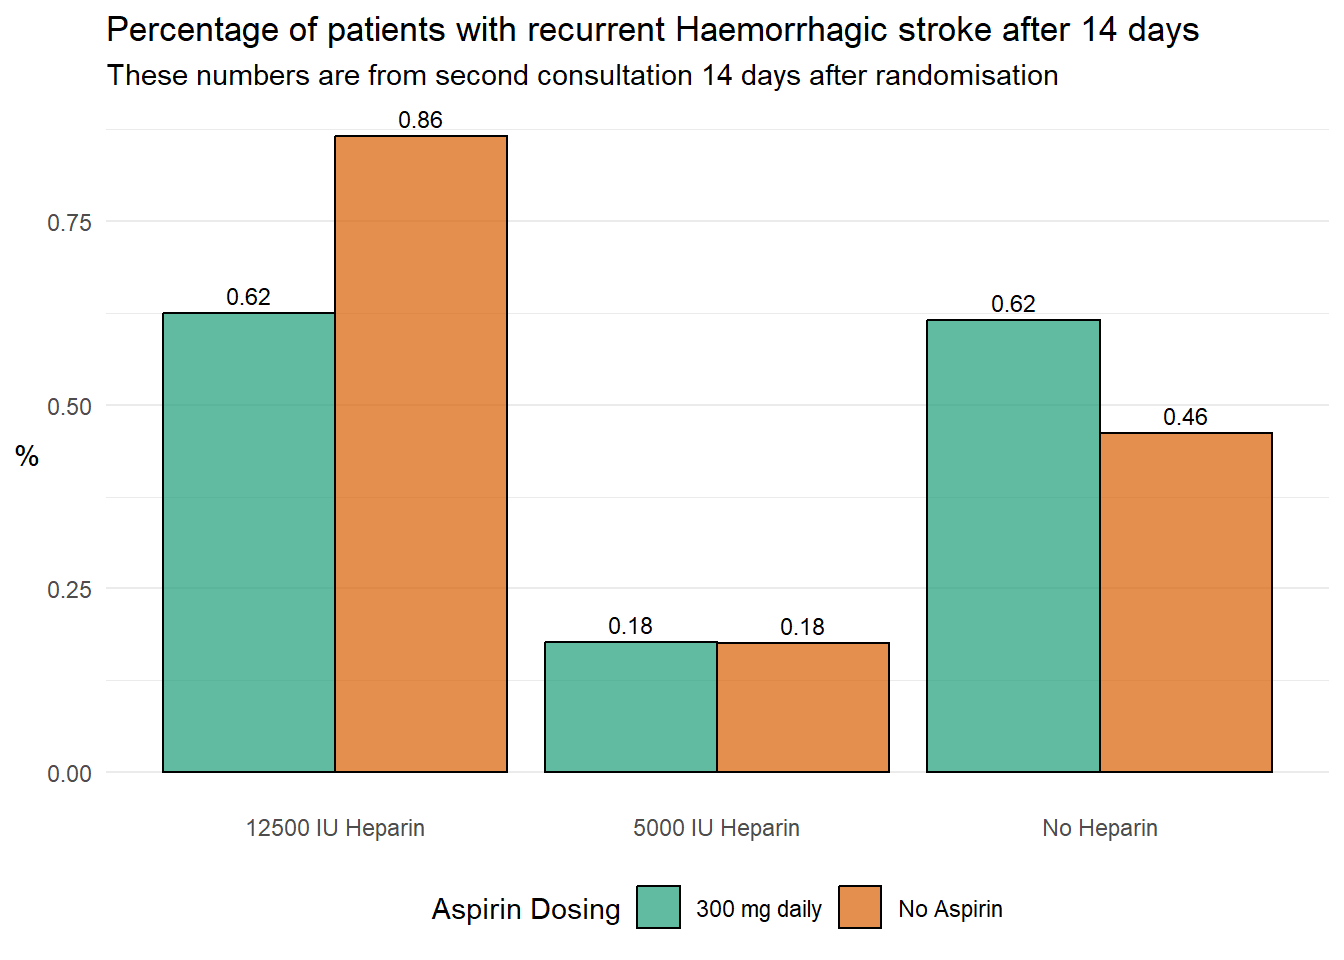 Percentage of patients with recurrent Haemorrhagic stroke after 14 days
These numbers are from second consultation 14 days after randomisation
%
0.75
0.50
0.25
0.00
0.62
0.86
0.18
0.18
0.62
0.46
12500 IU Heparin
5000 IU Heparin
No Heparin
Aspirin Dosing
300 mg daily
No Aspirin